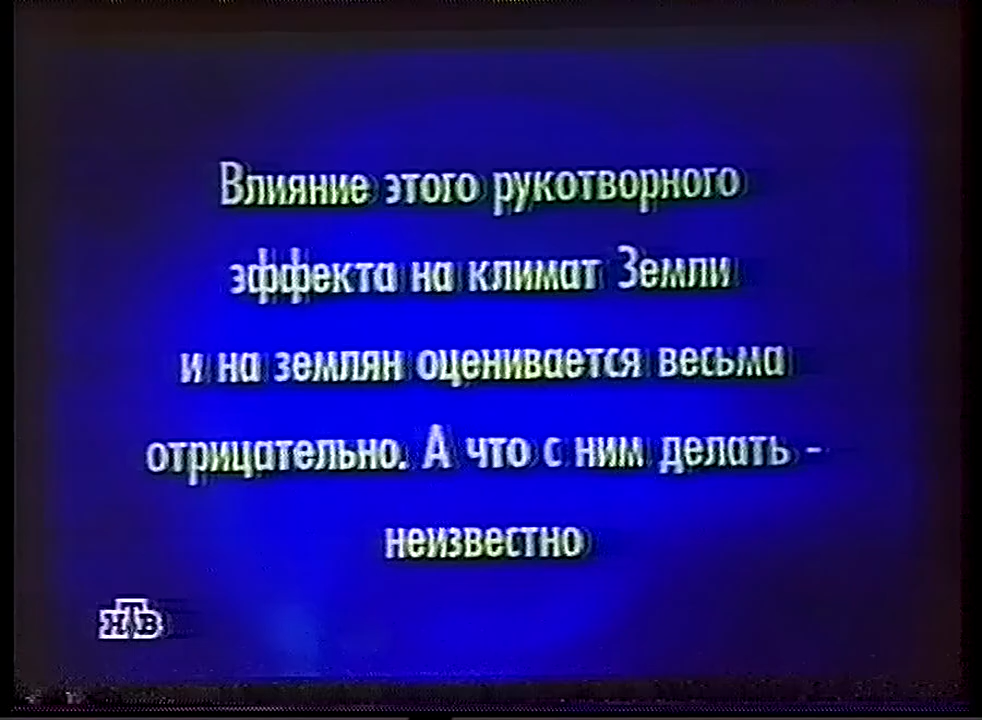 Влияние этого рукотворного
эффекта на климат Земли
и на землян оценивается весьма
отрицательно. А что с ним делать -
неизвестно
НТВ